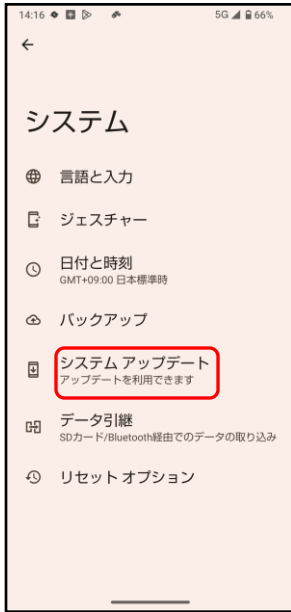 14:16 5G 66%
システム
言語と入力
ジェスチャー
日付と時刻
GMT+09:00 日本標準時
バックアップ
システム アップデート
アップデートを利用できます
データ引継
SDカード/Bluetooth経由でのデータの取り込み
リセット オプション